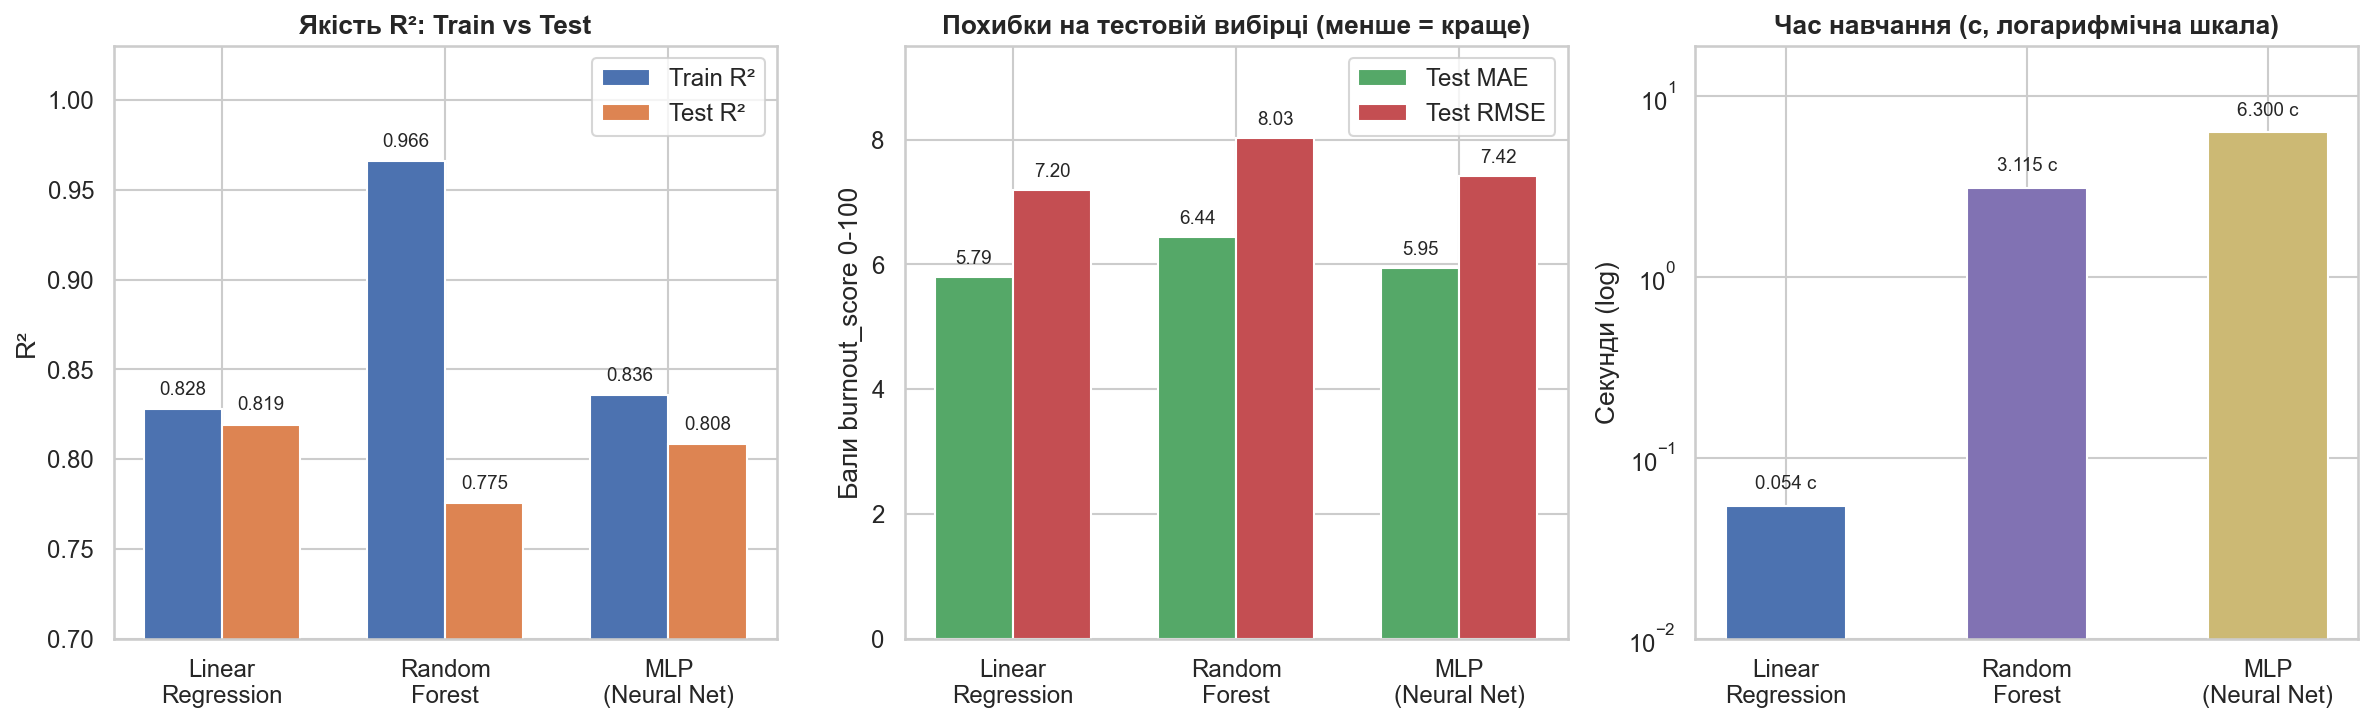 Якість R²: Train vs Test
Train R²
Test R²
R²
1.00
0.95
0.90
0.85
0.80
0.75
0.70
0.828
0.819
0.966
0.775
0.836
0.808
Linear
Regression
Random
Forest
MLP
(Neural Net)
Похибки на тестовій вибірці (менше = краще)
Test MAE
Test RMSE
Бали burnout_score 0-100
8
6
4
2
0
5.79
7.20
6.44
8.03
5.95
7.42
Linear
Regression
Random
Forest
MLP
(Neural Net)
Час навчання (с, логарифмічна шкала)
Секунди (log)
10¹
10⁰
10⁻¹
10⁻²
0.054 с
3.115 с
6.300 с
Linear
Regression
Random
Forest
MLP
(Neural Net)